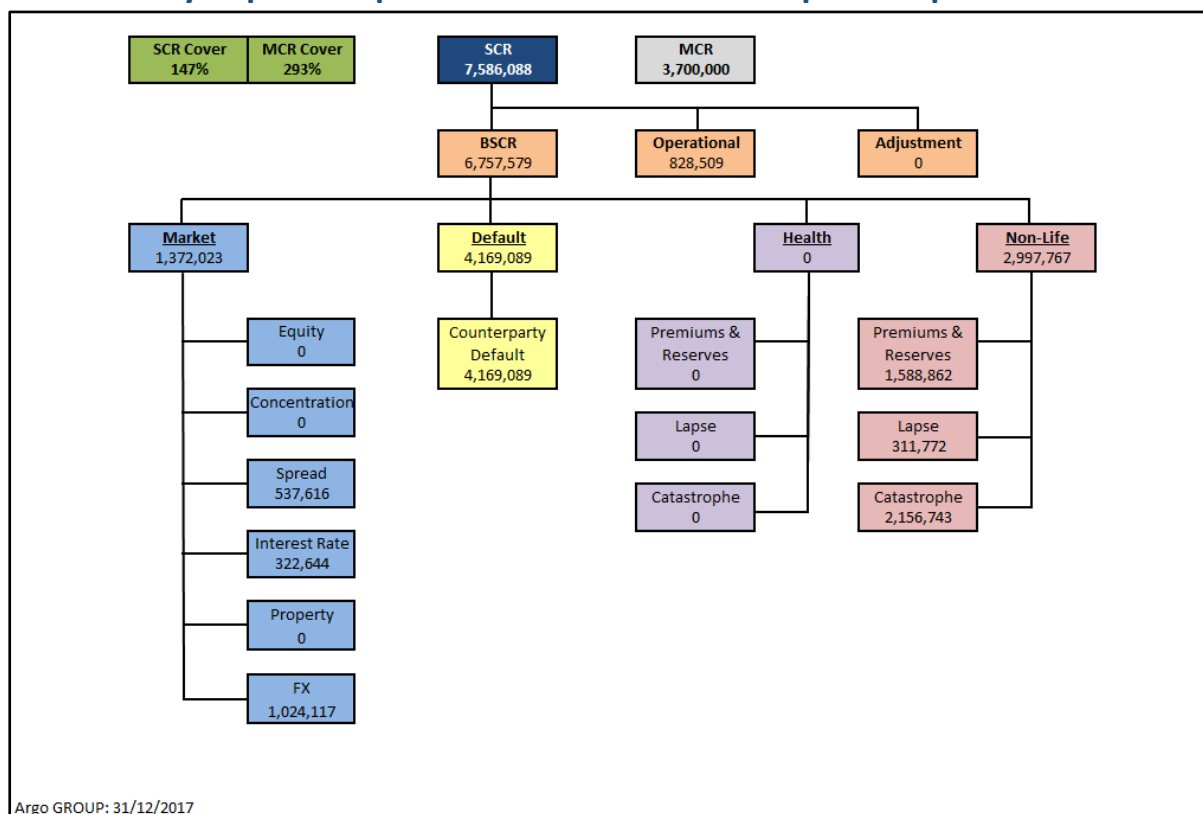 SCR Cover
147%
MCR Cover
293%
SCR
7,586,088
MCR
3,700,000
BSCR
6,757,579
Operational
828,509
Adjustment
0
Market
1,372,023
Default
4,169,089
Health
0
Non-Life
2,997,767
Equity
0
Concentration
0
Spread
537,616
Interest Rate
322,644
Property
0
FX
1,024,117
Counterparty
Default
4,169,089
Premiums &
Reserves
0
Lapse
0
Catastrophe
0
Premiums &
Reserves
1,588,862
Lapse
311,772
Catastrophe
2,156,743
Argo GROUP: 31/12/2017